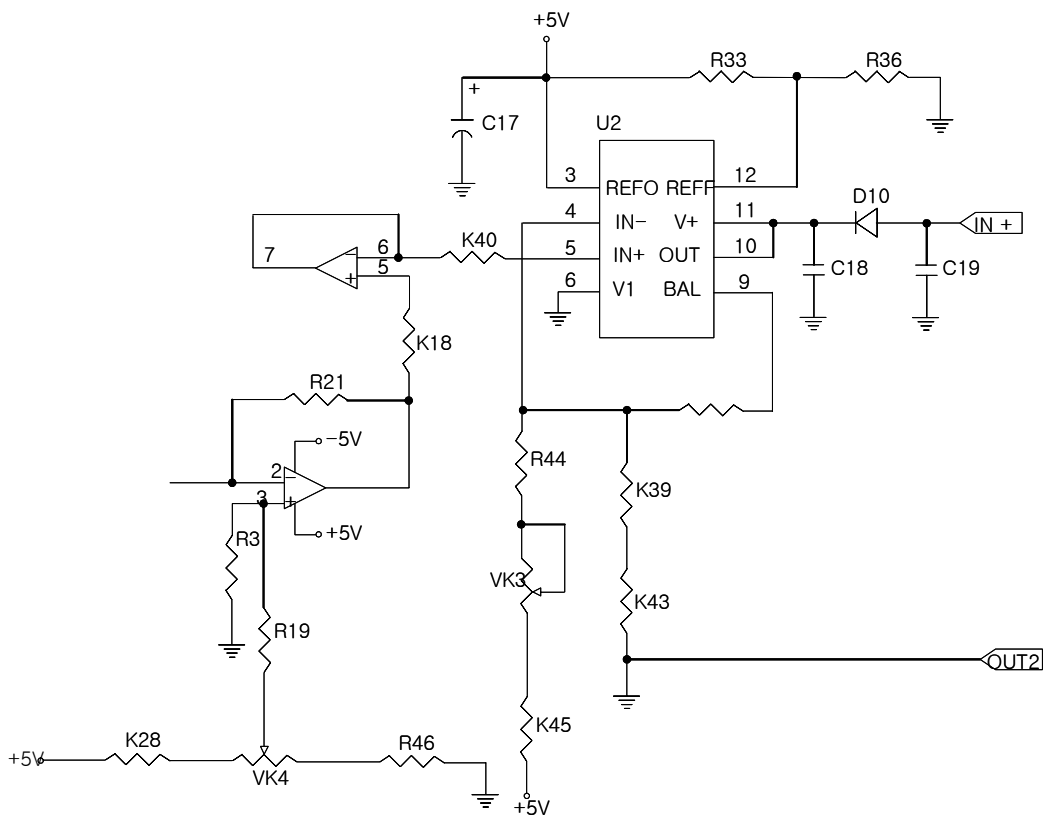 +5V
R33
R36
+
C17
U2
3
REFO
REFF
12
D10
4
IN-
V+
11
IN +
7
6
K40
5
IN+
OUT
10
5
C18
C19
6
V1
BAL
9
K18
R21
-5V
2
R44
K39
3
+5V
R3
VK3
K43
R19
OUT2
K45
K28
R46
+5V
VK4
+5V